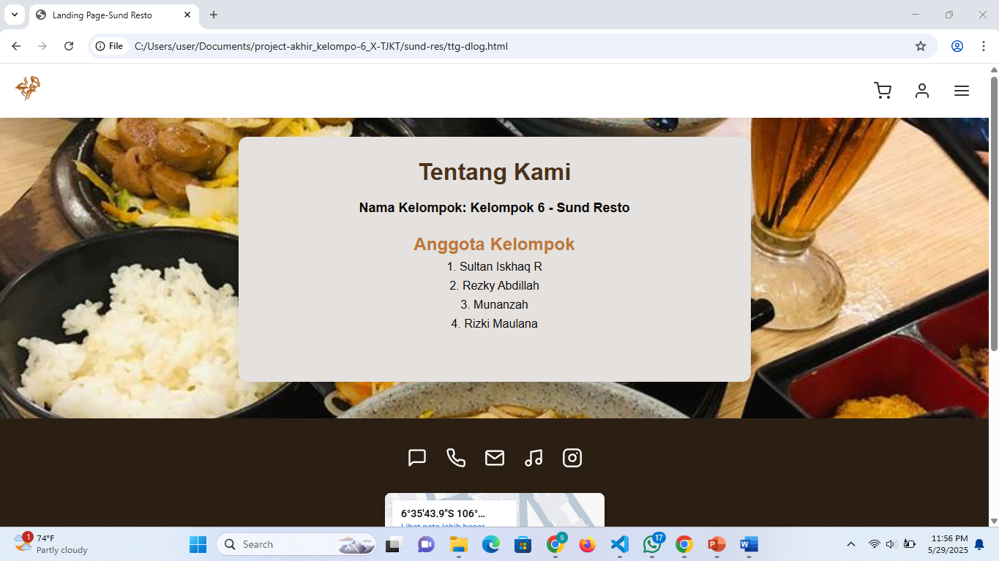 Landing Page-Sund Resto
File
C:/Users/user/Documents/project-akhir_kelompo-6_X-TJKT/sund-res/ttg-dlog.html
Tentang Kami
Nama Kelompok: Kelompok 6 - Sund Resto
Anggota Kelompok
1. Sultan Iskhaq R
2. Rezky Abdillah
3. Munanzah
4. Rizki Maulana
6°35'43.9"S 106°...
Lihat peta lebih besar
1
74°F
Partly cloudy
Search
S
17
P
W
11:56 PM
5/29/2025